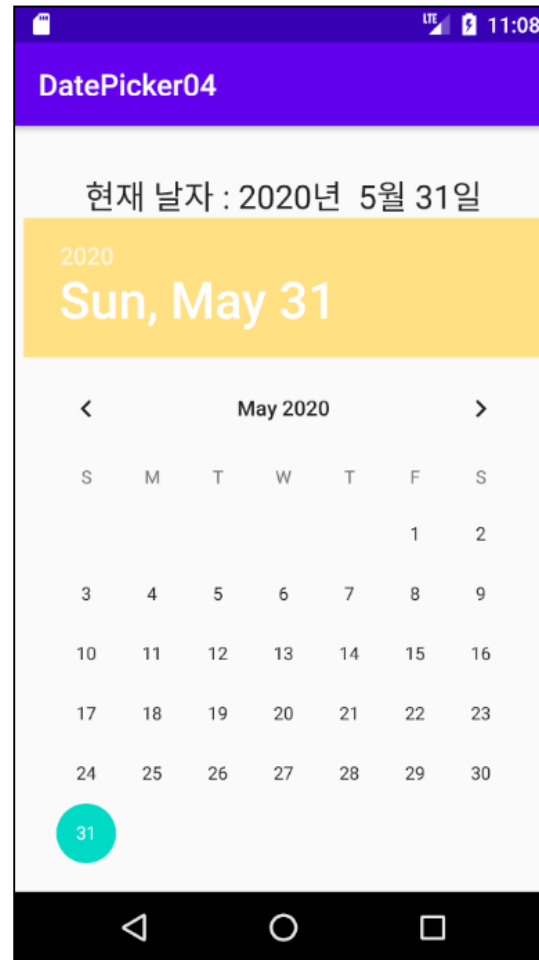 LTE 11:08
DatePicker04
현재 날자 : 2020년  5월 31일
2020
Sun, May 31
May 2020
S M T W T F S
1 2
3 4 5 6 7 8 9
10 11 12 13 14 15 16
17 18 19 20 21 22 23
24 25 26 27 28 29 30
31